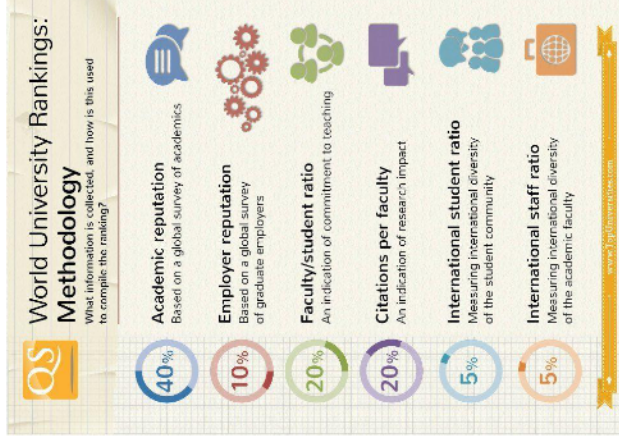 QS
World University Rankings:
Methodology
What information is collected, and how is this used
to compile the ranking?
40%
Academic reputation
Based on a global survey of academics
10%
Employer reputation
Based on a global survey
of graduate employers
20%
Faculty/student ratio
An indication of commitment to teaching
20%
Citations per faculty
An indication of research impact
5%
International student ratio
Measuring international diversity
of the student community
5%
International staff ratio
Measuring international diversity
of the academic faculty
www.TopUniversities.com